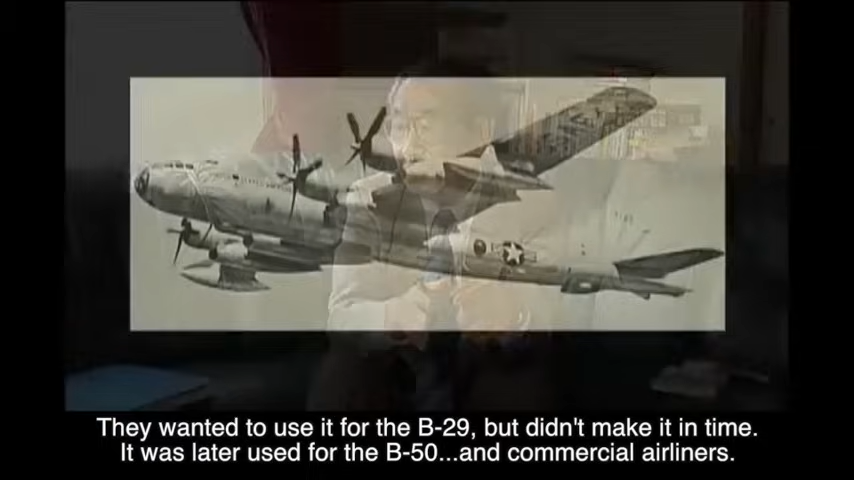 They wanted to use it for the B-29, but didn't make it in time.
It was later used for the B-50...and commercial airliners.